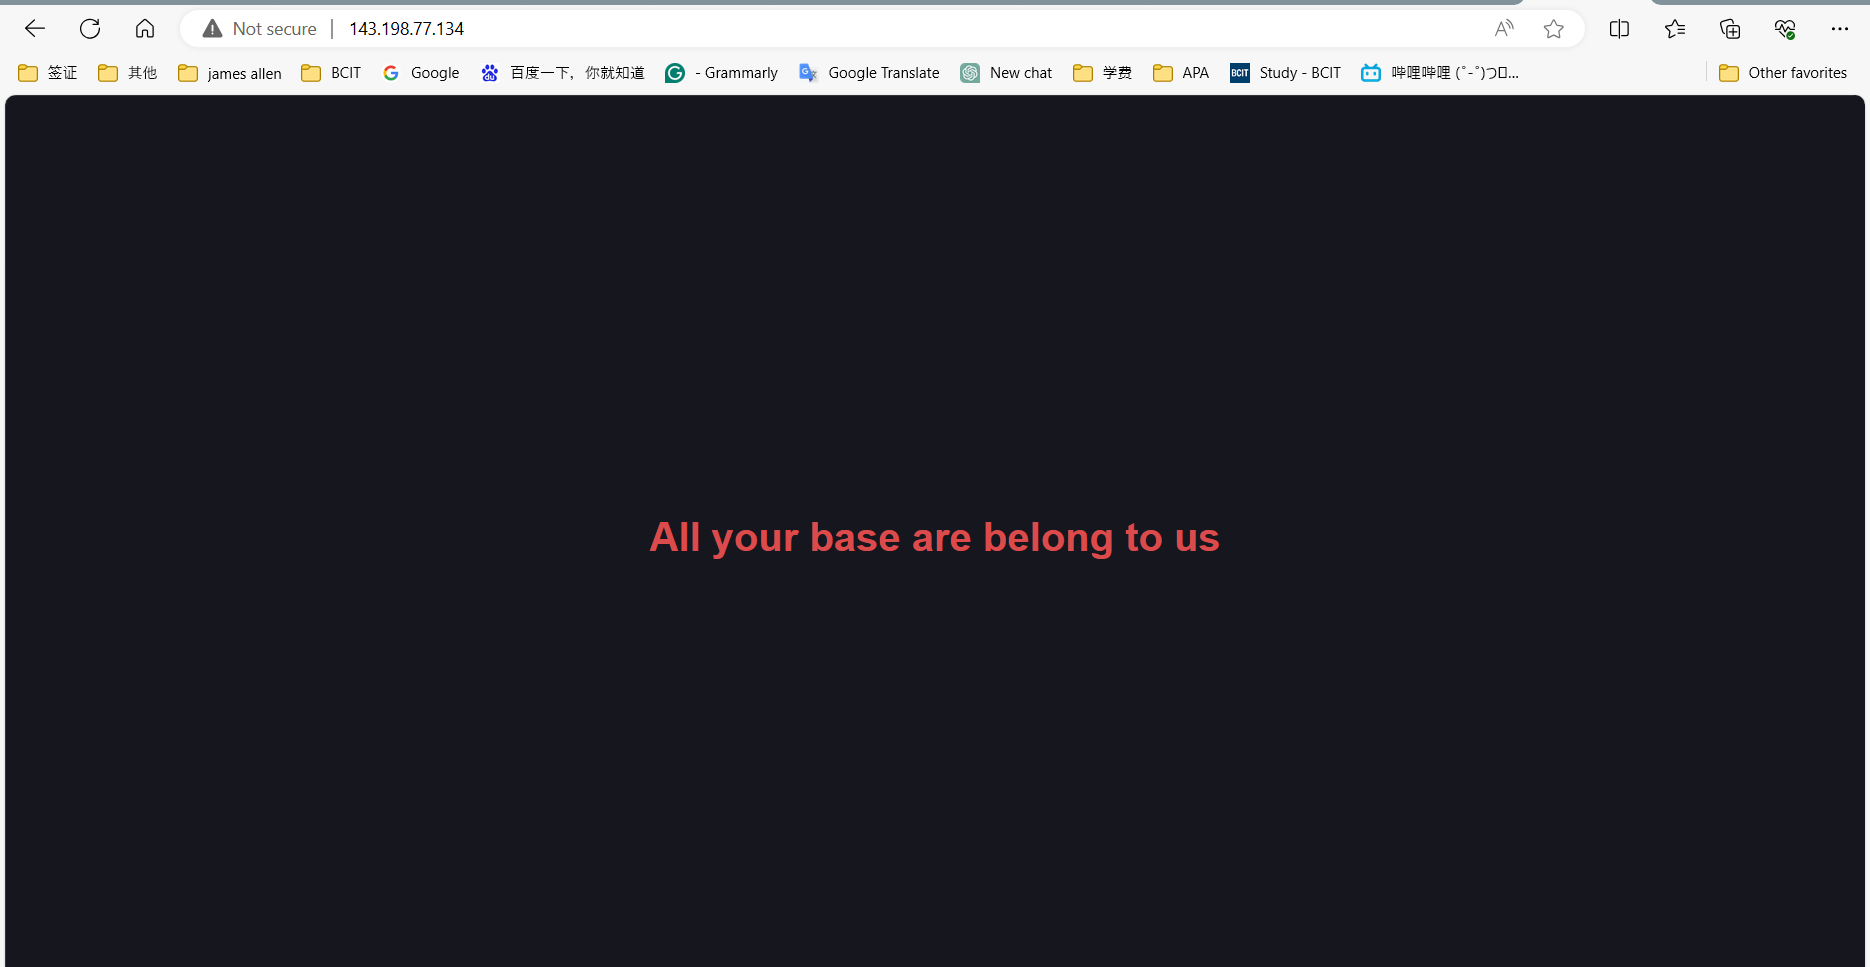 Not secure | 143.198.77.134
签证 其他 james allen BCIT Google 百度一下，你就知道 - Grammarly Google Translate New chat 学费 APA BCIT Study - BCIT 哔哩哔哩 (゜-゜)つ... Other favorites
All your base are belong to us